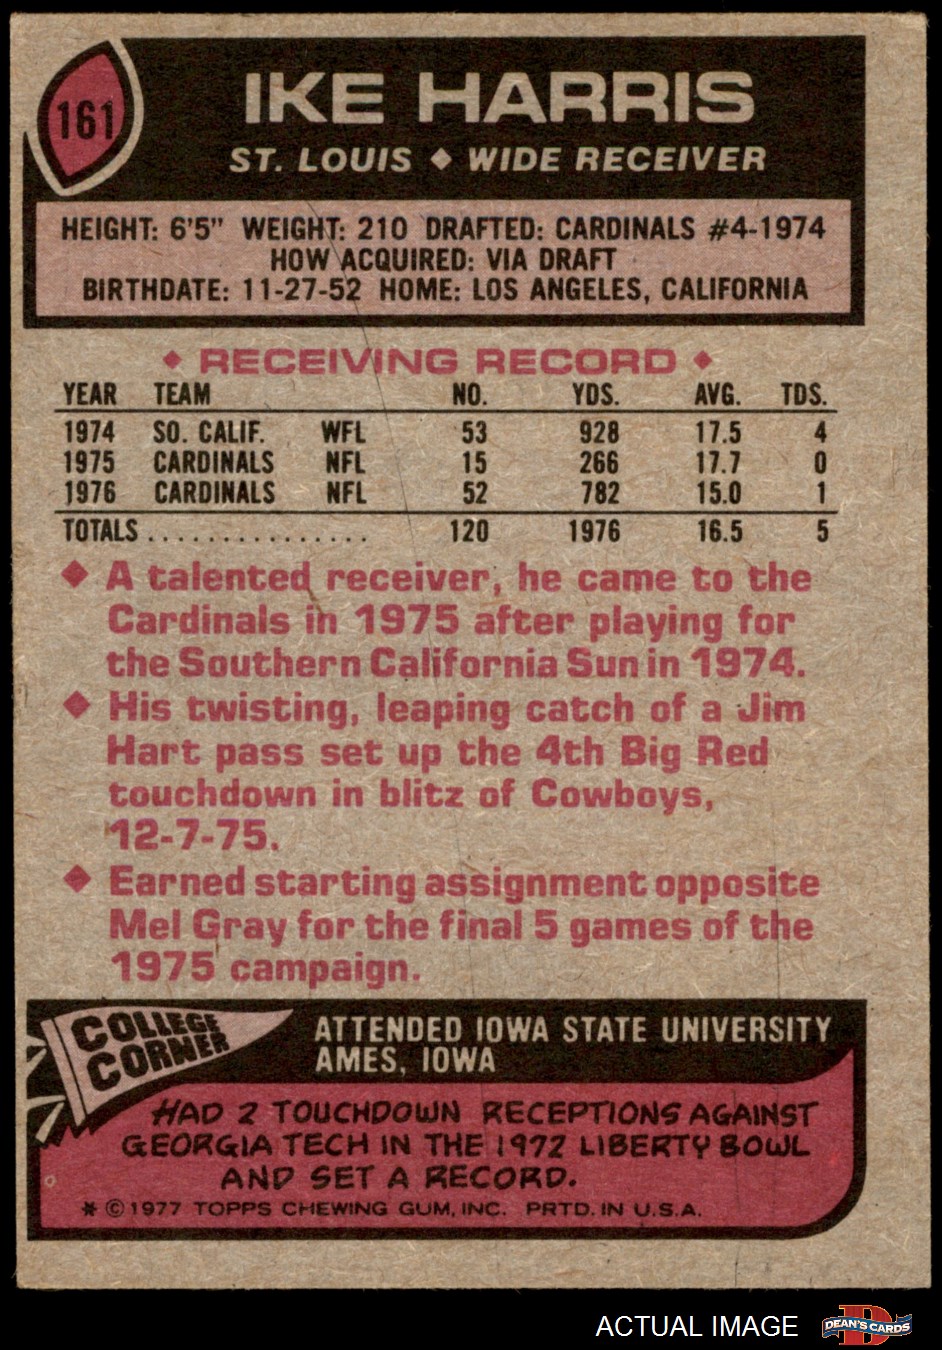 161
IKE HARRIS
ST. LOUIS ◆ WIDE RECEIVER
HEIGHT: 6'5" WEIGHT: 210 DRAFTED: CARDINALS #4-1974
HOW ACQUIRED: VIA DRAFT
BIRTHDATE: 11-27-52 HOME: LOS ANGELES, CALIFORNIA
◆ RECEIVING RECORD ◆
YEAR TEAM NO. YDS. AVG. TDS.
1974 SO. CALIF. WFL 53 928 17.5 4
1975 CARDINALS NFL 15 266 17.7 0
1976 CARDINALS NFL 52 782 15.0 1
TOTALS . . . . . . . . . . . . . . . 120 1976 16.5 5
◆ A talented receiver, he came to the
Cardinals in 1975 after playing for
the Southern California Sun in 1974.
◆ His twisting, leaping catch of a Jim
Hart pass set up the 4th Big Red
touchdown in blitz of Cowboys,
12-7-75.
◆ Earned starting assignment opposite
Mel Gray for the final 5 games of the
1975 campaign.
COLLEGE
CORNER
ATTENDED IOWA STATE UNIVERSITY
AMES, IOWA
HAD 2 TOUCHDOWN RECEPTIONS AGAINST
GEORGIA TECH IN THE 1972 LIBERTY BOWL
AND SET A RECORD.
* © 1977 TOPPS CHEWING GUM, INC. PRTD. IN U.S.A.
ACTUAL IMAGE
D
DEAN'S CARDS